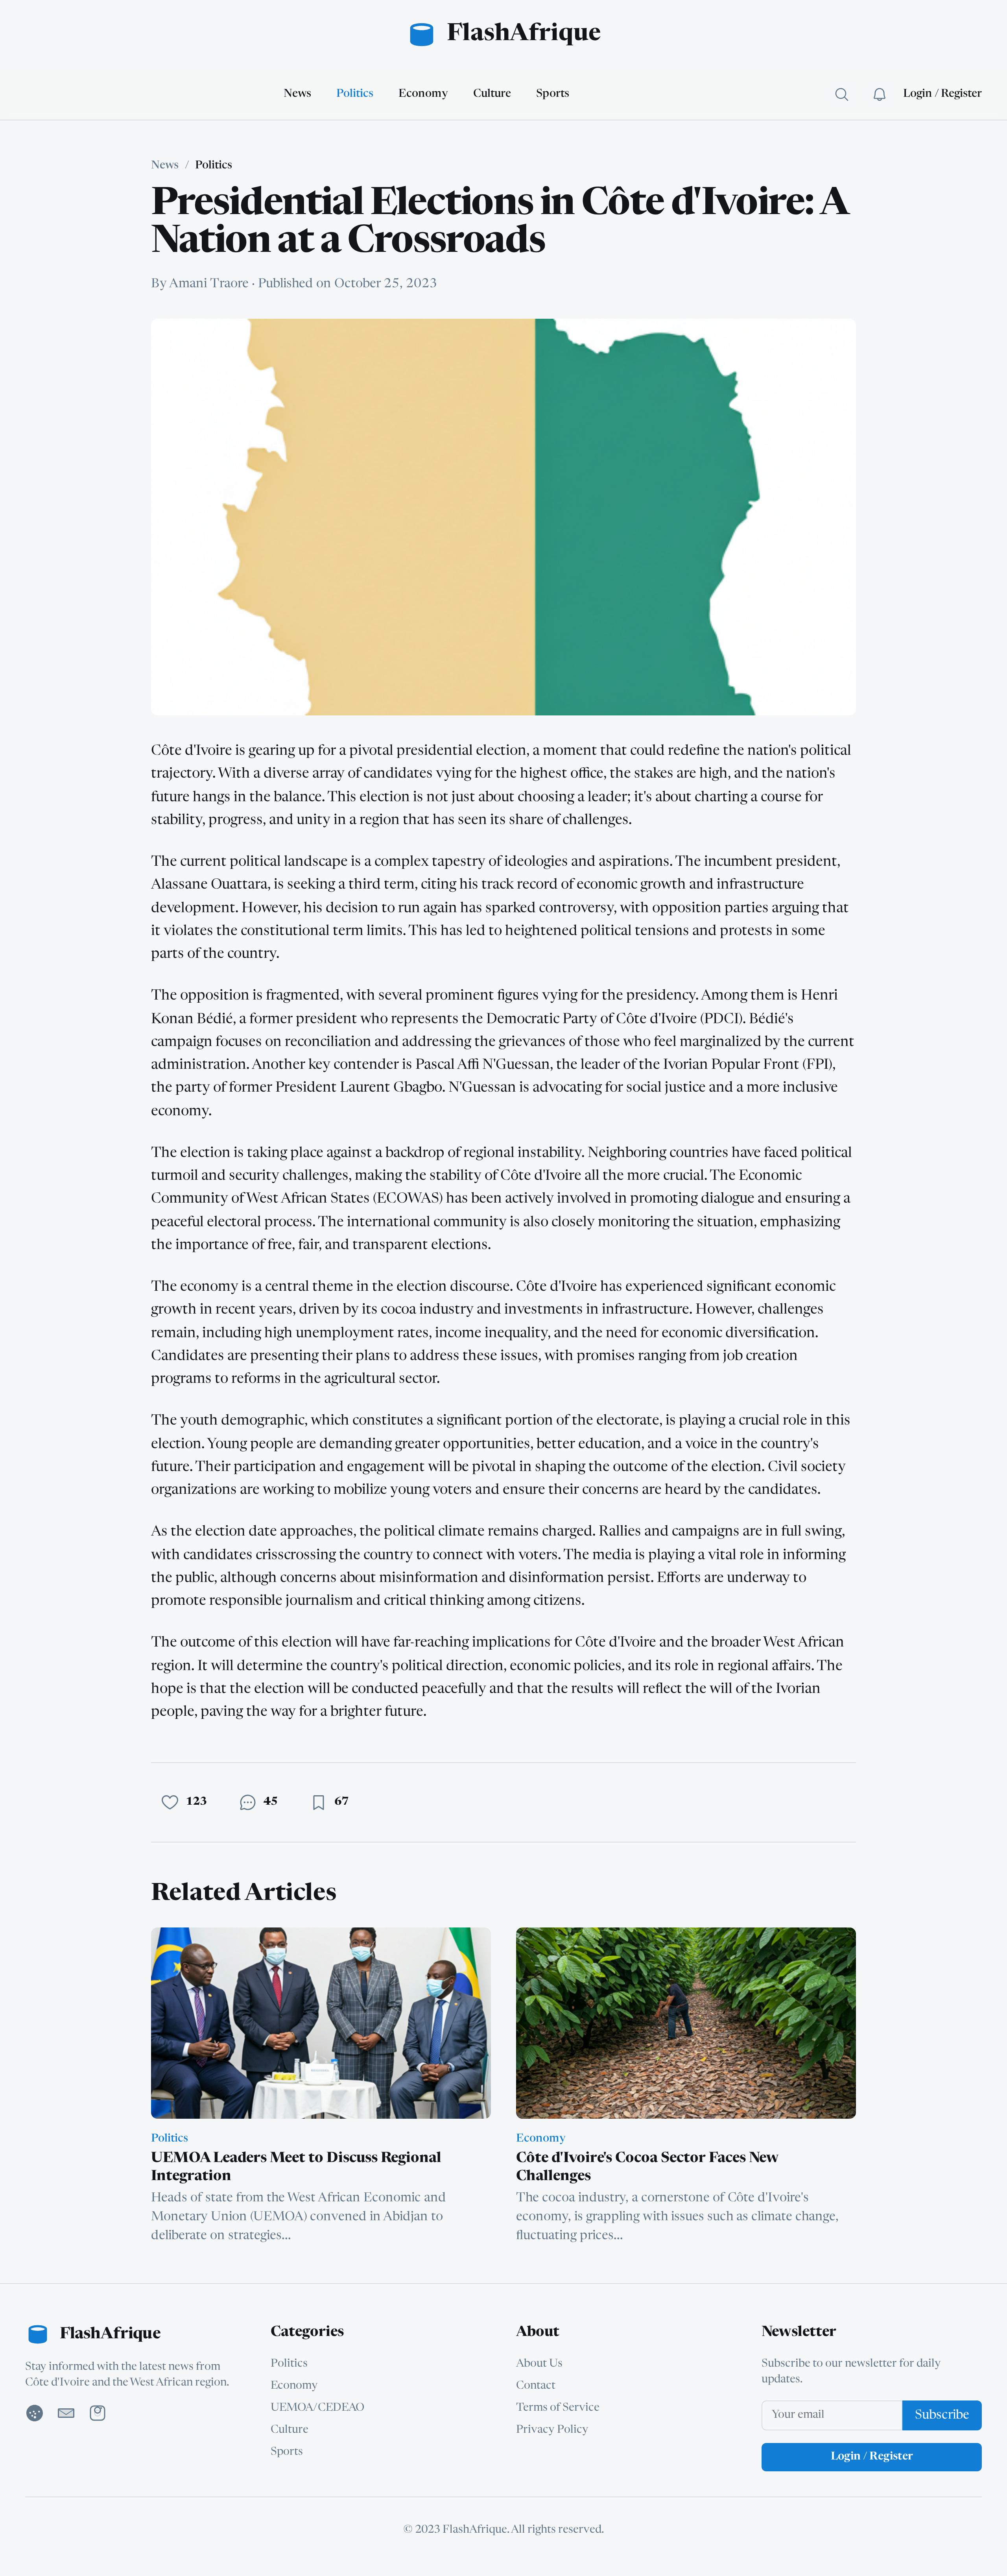 FlashAfrique
News Politics Economy Culture Sports Login / Register
News / Politics
Presidential Elections in Côte d'Ivoire: A
Nation at a Crossroads
By Amani Traore · Published on October 25, 2023
Côte d'Ivoire is gearing up for a pivotal presidential election, a moment that could redefine the nation's political
trajectory. With a diverse array of candidates vying for the highest office, the stakes are high, and the nation's
future hangs in the balance. This election is not just about choosing a leader; it's about charting a course for
stability, progress, and unity in a region that has seen its share of challenges.
The current political landscape is a complex tapestry of ideologies and aspirations. The incumbent president,
Alassane Ouattara, is seeking a third term, citing his track record of economic growth and infrastructure
development. However, his decision to run again has sparked controversy, with opposition parties arguing that
it violates the constitutional term limits. This has led to heightened political tensions and protests in some
parts of the country.
The opposition is fragmented, with several prominent figures vying for the presidency. Among them is Henri
Konan Bédié, a former president who represents the Democratic Party of Côte d'Ivoire (PDCI). Bédié's
campaign focuses on reconciliation and addressing the grievances of those who feel marginalized by the current
administration. Another key contender is Pascal Affi N'Guessan, the leader of the Ivorian Popular Front (FPI),
the party of former President Laurent Gbagbo. N'Guessan is advocating for social justice and a more inclusive
economy.
The election is taking place against a backdrop of regional instability. Neighboring countries have faced political
turmoil and security challenges, making the stability of Côte d'Ivoire all the more crucial. The Economic
Community of West African States (ECOWAS) has been actively involved in promoting dialogue and ensuring a
peaceful electoral process. The international community is also closely monitoring the situation, emphasizing
the importance of free, fair, and transparent elections.
The economy is a central theme in the election discourse. Côte d'Ivoire has experienced significant economic
growth in recent years, driven by its cocoa industry and investments in infrastructure. However, challenges
remain, including high unemployment rates, income inequality, and the need for economic diversification.
Candidates are presenting their plans to address these issues, with promises ranging from job creation
programs to reforms in the agricultural sector.
The youth demographic, which constitutes a significant portion of the electorate, is playing a crucial role in this
election. Young people are demanding greater opportunities, better education, and a voice in the country's
future. Their participation and engagement will be pivotal in shaping the outcome of the election. Civil society
organizations are working to mobilize young voters and ensure their concerns are heard by the candidates.
As the election date approaches, the political climate remains charged. Rallies and campaigns are in full swing,
with candidates crisscrossing the country to connect with voters. The media is playing a vital role in informing
the public, although concerns about misinformation and disinformation persist. Efforts are underway to
promote responsible journalism and critical thinking among citizens.
The outcome of this election will have far-reaching implications for Côte d'Ivoire and the broader West African
region. It will determine the country's political direction, economic policies, and its role in regional affairs. The
hope is that the election will be conducted peacefully and that the results will reflect the will of the Ivorian
people, paving the way for a brighter future.
123 45 67
Related Articles
Politics
UEMOA Leaders Meet to Discuss Regional
Integration
Heads of state from the West African Economic and
Monetary Union (UEMOA) convened in Abidjan to
deliberate on strategies...
Economy
Côte d'Ivoire's Cocoa Sector Faces New
Challenges
The cocoa industry, a cornerstone of Côte d'Ivoire's
economy, is grappling with issues such as climate change,
fluctuating prices...
FlashAfrique
Stay informed with the latest news from
Côte d'Ivoire and the West African region.
Categories
Politics
Economy
UEMOA/CEDEAO
Culture
Sports
About
About Us
Contact
Terms of Service
Privacy Policy
Newsletter
Subscribe to our newsletter for daily
updates.
Your email Subscribe
Login / Register
© 2023 FlashAfrique. All rights reserved.